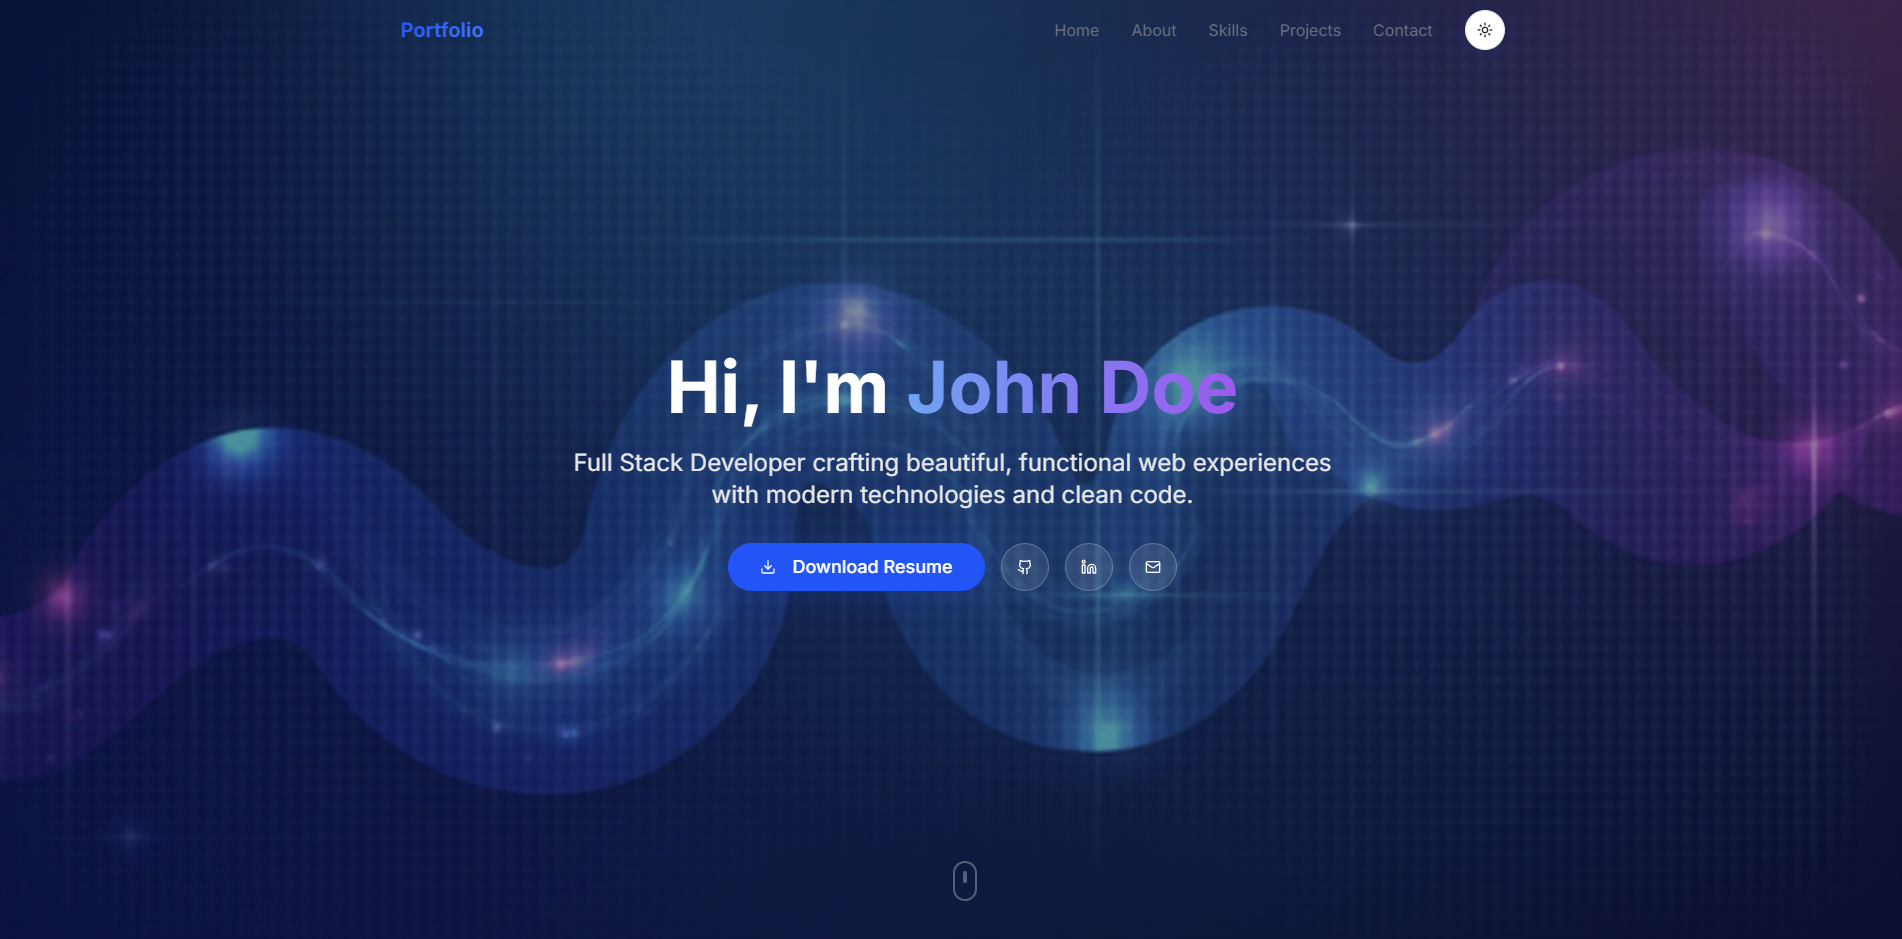 Portfolio
Home About Skills Projects Contact
Hi, I'm John Doe
Full Stack Developer crafting beautiful, functional web experiences
with modern technologies and clean code.
Download Resume